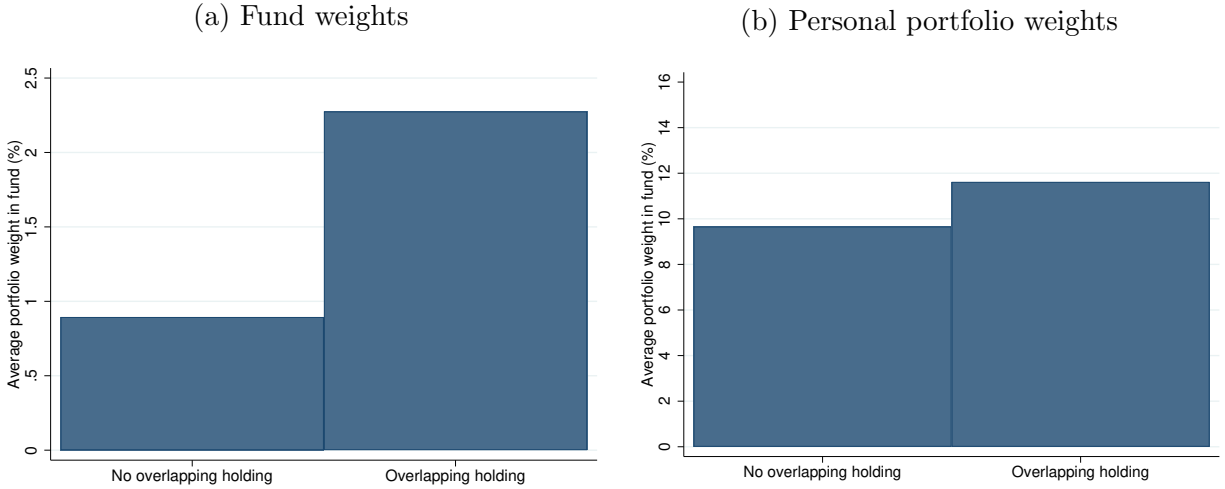 (a) Fund weights
Average portfolio weight in fund (%)
2.5
2
1.5
1
.5
0
No overlapping holding Overlapping holding
(b) Personal portfolio weights
Average portfolio weight in fund (%)
16
14
12
10
8
6
4
2
0
No overlapping holding Overlapping holding